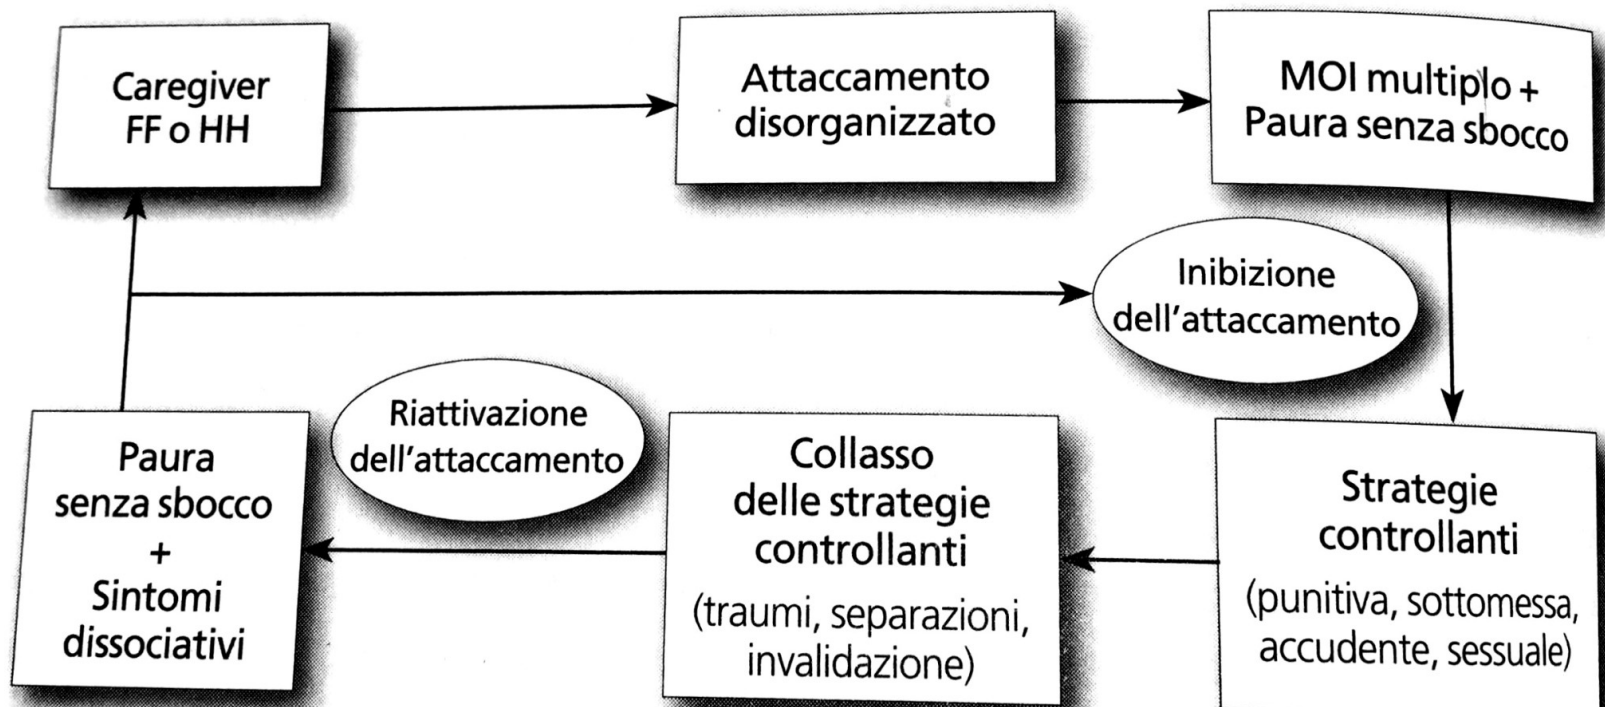 Caregiver
FF o HH
Attaccamento
disorganizzato
MOI multiplo +
Paura senza sbocco
Inibizione
dell'attaccamento
Riattivazione
dell'attaccamento
Paura
senza sbocco
+
Sintomi
dissociativi
Collasso
delle strategie
controllanti
(traumi, separazioni,
invalidazione)
Strategie
controllanti
(punitiva, sottomessa,
accudente, sessuale)